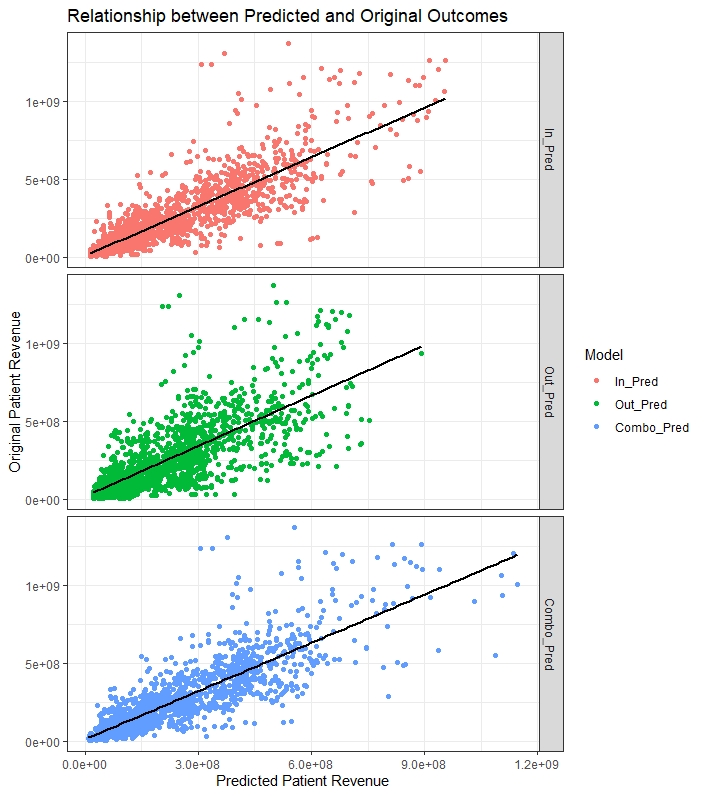 Relationship between Predicted and Original Outcomes
Original Patient Revenue
1e+09
5e+08
0e+00
In_Pred
1e+09
5e+08
0e+00
Out_Pred
1e+09
5e+08
0e+00
Combo_Pred
0.0e+00 3.0e+08 6.0e+08 9.0e+08 1.2e+09
Predicted Patient Revenue
Model
In_Pred
Out_Pred
Combo_Pred